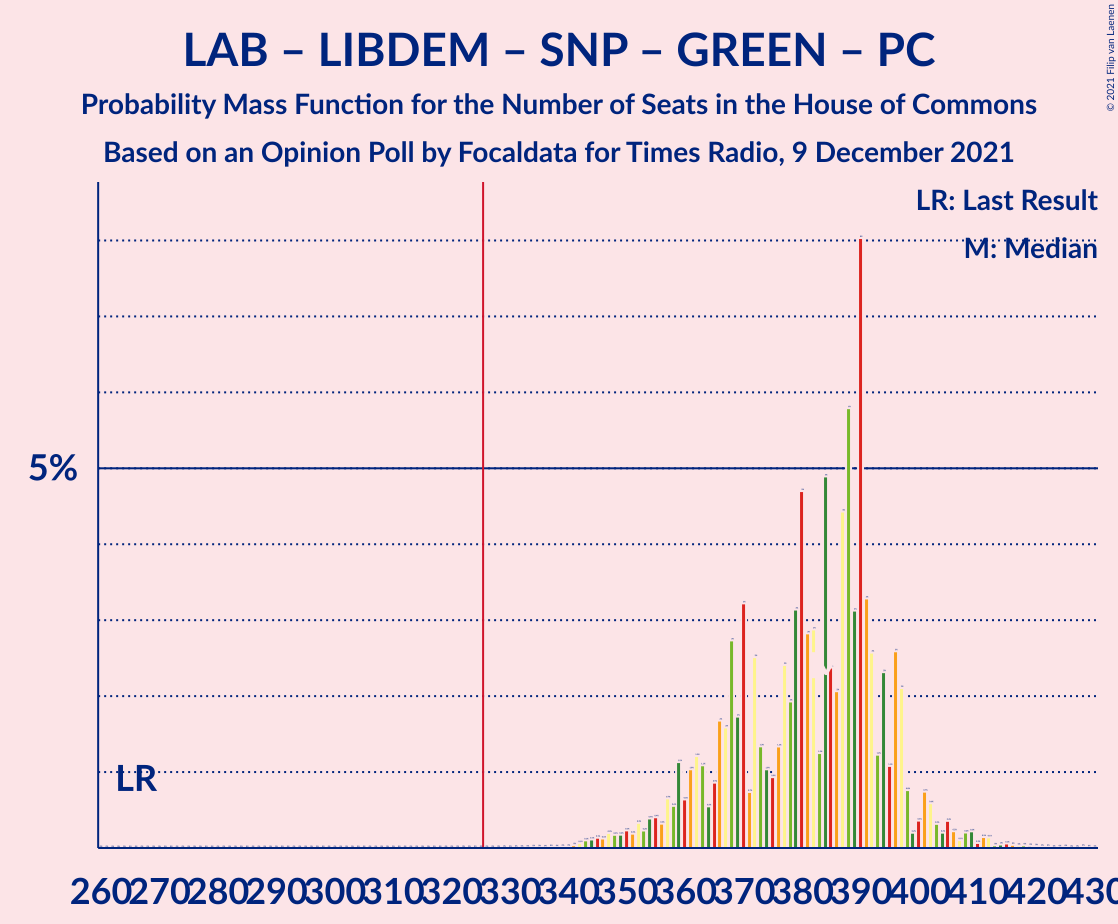 LAB – LIBDEM – SNP – GREEN – PC
Probability Mass Function for the Number of Seats in the House of Commons
Based on an Opinion Poll by Focaldata for Times Radio, 9 December 2021
© 2021 Filip van Laenen
LR: Last Result
M: Median
5%
LR
260 270 280 290 300 310 320 330 340 350 360 370 380 390 400 410 420 430